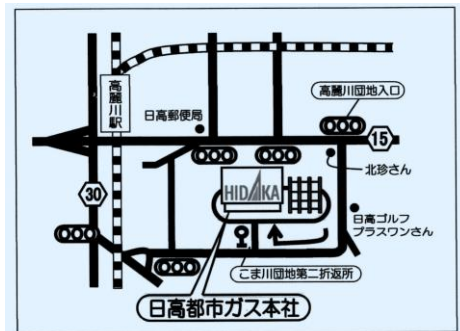 高麗川駅
日高郵便局
高麗川団地入口
15
北珍さん
30
HIDAKA
日高ゴルフ
プラスワンさん
こま川団地第二折返所
日高都市ガス本社